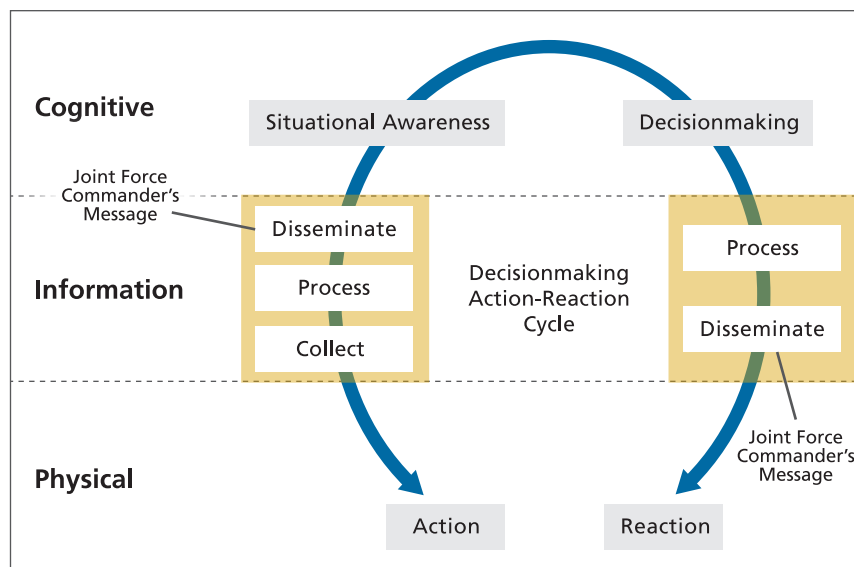 Cognitive
Situational Awareness
Decisionmaking
Joint Force
Commander's
Message
Disseminate
Process
Collect
Information
Decisionmaking
Action-Reaction
Cycle
Process
Disseminate
Joint Force
Commander's
Message
Physical
Action
Reaction